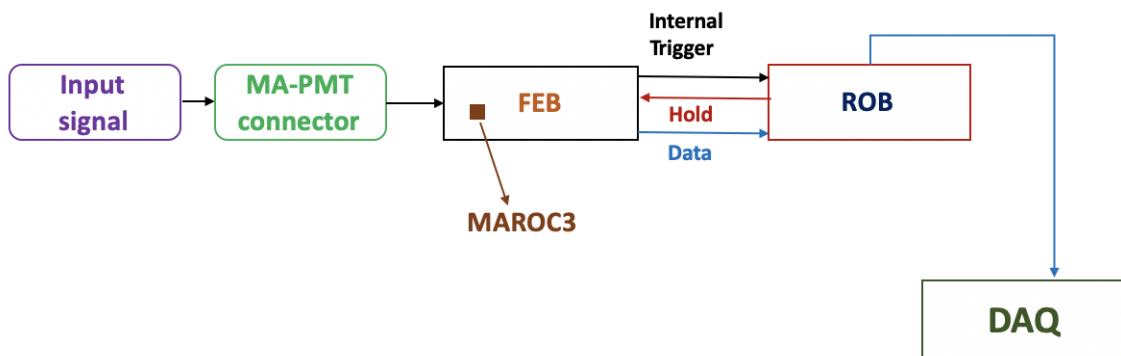 Internal
Trigger
Input
signal
MA-PMT
connector
FEB
ROB
Hold
Data
MAROC3
DAQ